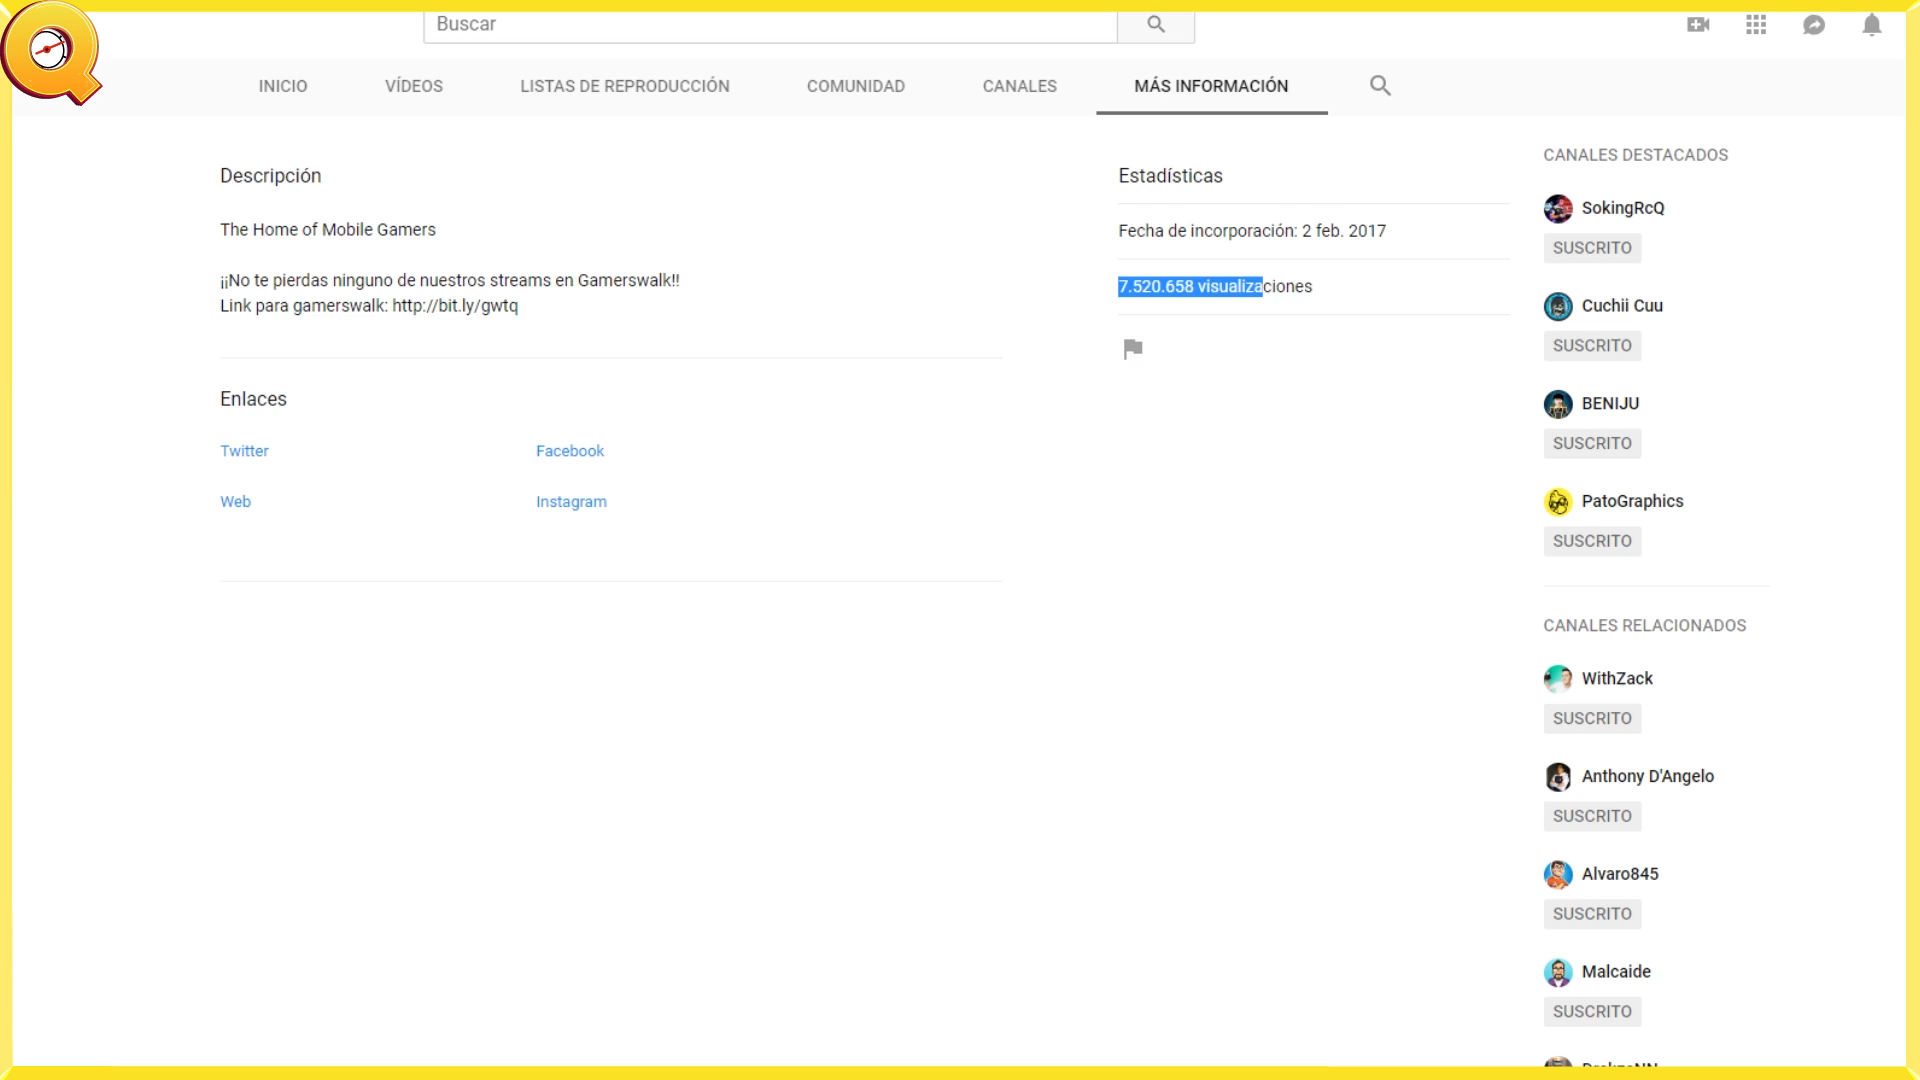 Buscar
INICIO
VÍDEOS
LISTAS DE REPRODUCCIÓN
COMUNIDAD
CANALES
MÁS INFORMACIÓN
Descripción
The Home of Mobile Gamers
¡¡No te pierdas ninguno de nuestros streams en Gamerswalk!!
Link para gamerswalk: http://bit.ly/gwtq
Enlaces
Twitter
Facebook
Web
Instagram
Estadísticas
Fecha de incorporación: 2 feb. 2017
7.520.658 visualizaciones
CANALES DESTACADOS
SokingRcQ
SUSCRITO
Cuchii Cuu
SUSCRITO
BENIJU
SUSCRITO
PatoGraphics
SUSCRITO
CANALES RELACIONADOS
WithZack
SUSCRITO
Anthony D'Angelo
SUSCRITO
Alvaro845
SUSCRITO
Malcaide
SUSCRITO